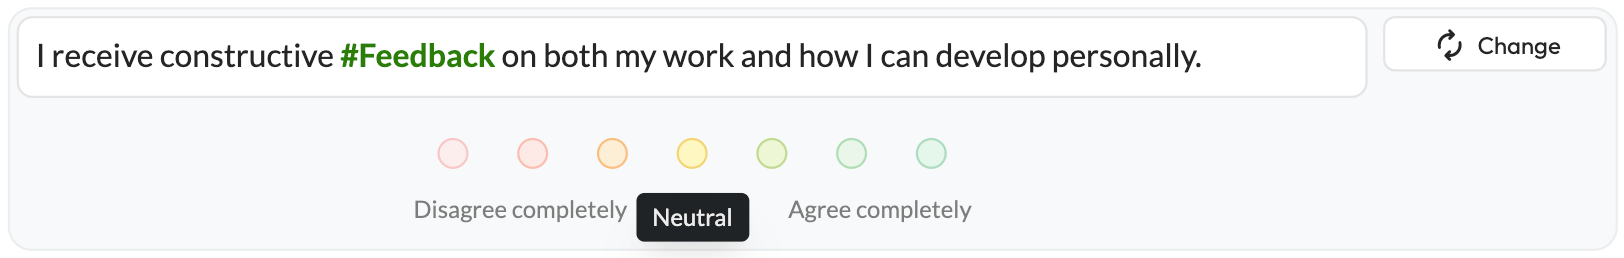 I receive constructive #Feedback on both my work and how I can develop personally.
Change
Disagree completely
Neutral
Agree completely